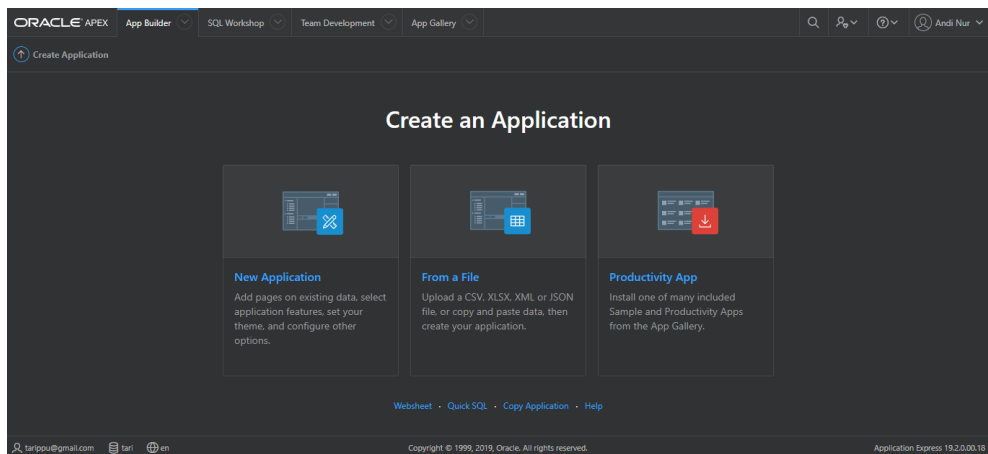 ORACLE APEX App Builder SQL Workshop Team Development App Gallery Andi Nur
Create Application
Create an Application
New Application
Add pages on existing data, select
application features, set your
theme, and configure other
options.
From a File
Upload a CSV, XLSX, XML or JSON
file, or copy and paste data, then
create your application.
Productivity App
Install one of many included
Sample and Productivity Apps
from the App Gallery.
Websheet • Quick SQL • Copy Application • Help
tarippu@gmail.com tari en Copyright © 1999, 2019, Oracle. All rights reserved. Application Express 19.2.0.00.18